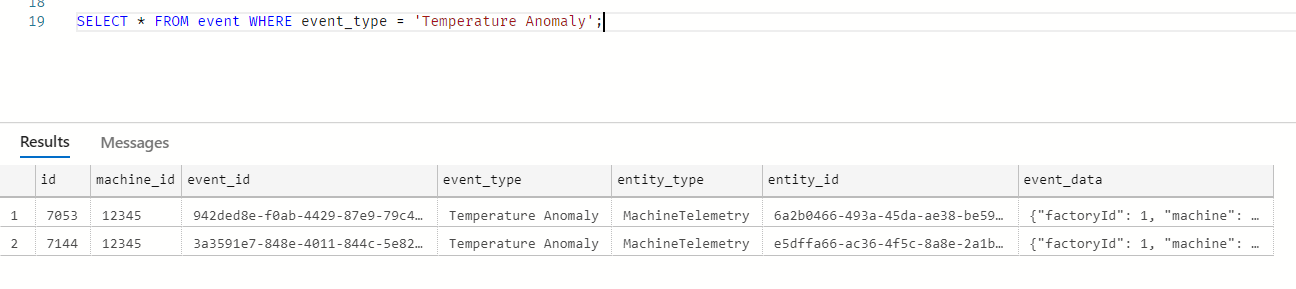 18
19 SELECT * FROM event WHERE event_type = 'Temperature Anomaly';
Results Messages
id machine_id event_id event_type entity_type entity_id event_data
1 7053 12345 942ded8e-f0ab-4429-87e9-79c4… Temperature Anomaly MachineTelemetry 6a2b0466-493a-45da-ae38-be59… {"factoryId": 1, "machine": …
2 7144 12345 3a3591e7-848e-4011-844c-5e82… Temperature Anomaly MachineTelemetry e5dffa66-ac36-4f5c-8a8e-2a1b… {"factoryId": 1, "machine": …